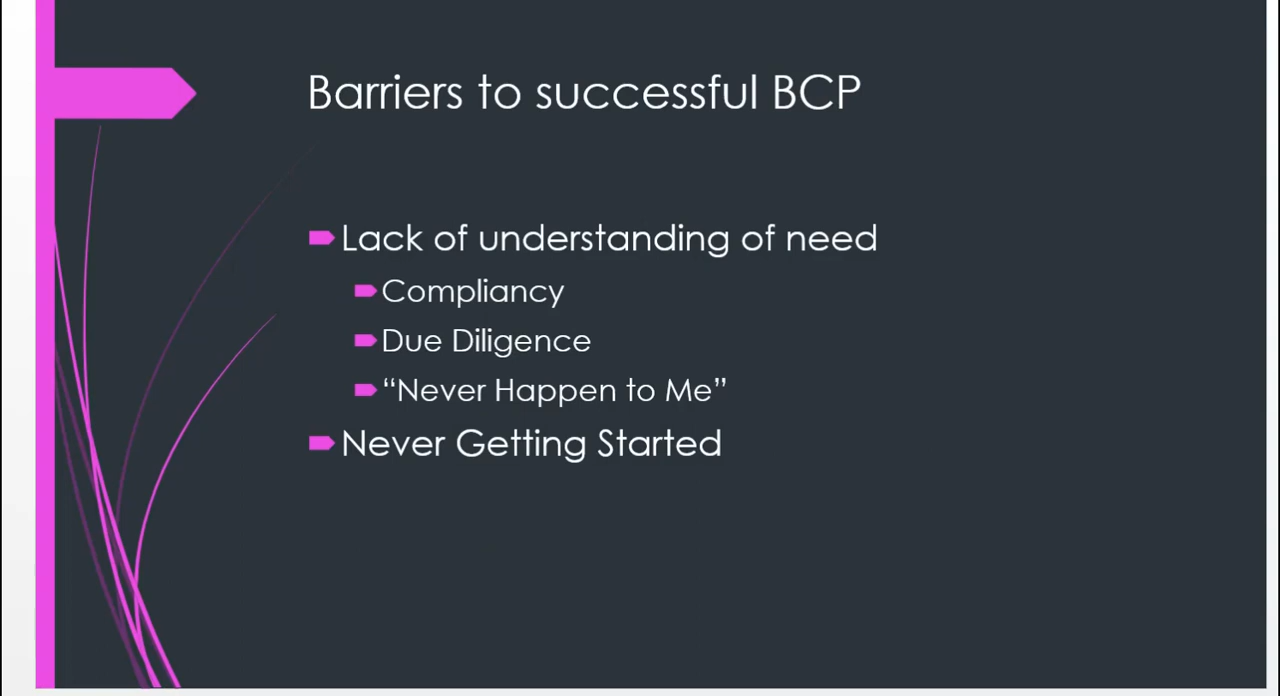 Barriers to successful BCP
Lack of understanding of need
Compliancy
Due Diligence
“Never Happen to Me”
Never Getting Started